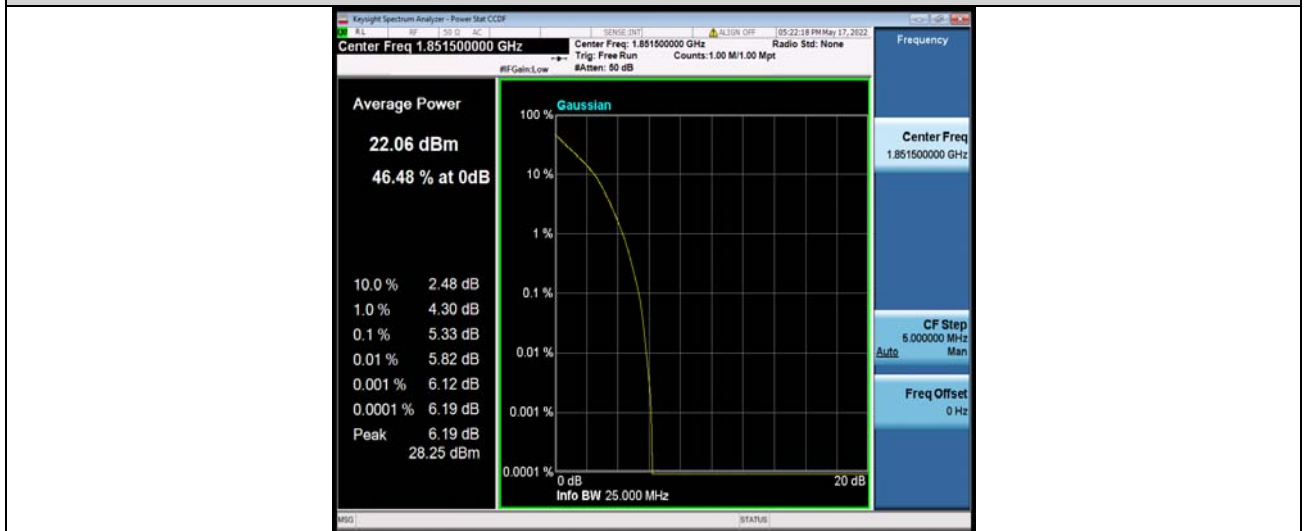 Keysight Spectrum Analyzer - Power Stat CCDF
RL RF 50 Ω AC SENSE:INT ALIGN OFF 05:22:18 PM May 17, 2022
Center Freq 1.851500000 GHz
Center Freq: 1.851500000 GHz Radio Std: None
Trig: Free Run Counts:1.00 M/1.00 Mpt
#IFGain:Low #Atten: 50 dB
Frequency
Average Power
22.06 dBm
46.48 % at 0dB
10.0 % 2.48 dB
1.0 % 4.30 dB
0.1 % 5.33 dB
0.01 % 5.82 dB
0.001 % 6.12 dB
0.0001 % 6.19 dB
Peak 6.19 dB
28.25 dBm
Gaussian
100 %
10 %
1 %
0.1 %
0.01 %
0.001 %
0.0001 %
0 dB 20 dB
Info BW 25.000 MHz
Center Freq
1.851500000 GHz
CF Step
5.000000 MHz
Auto Man
Freq Offset
0 Hz
MSG STATUS